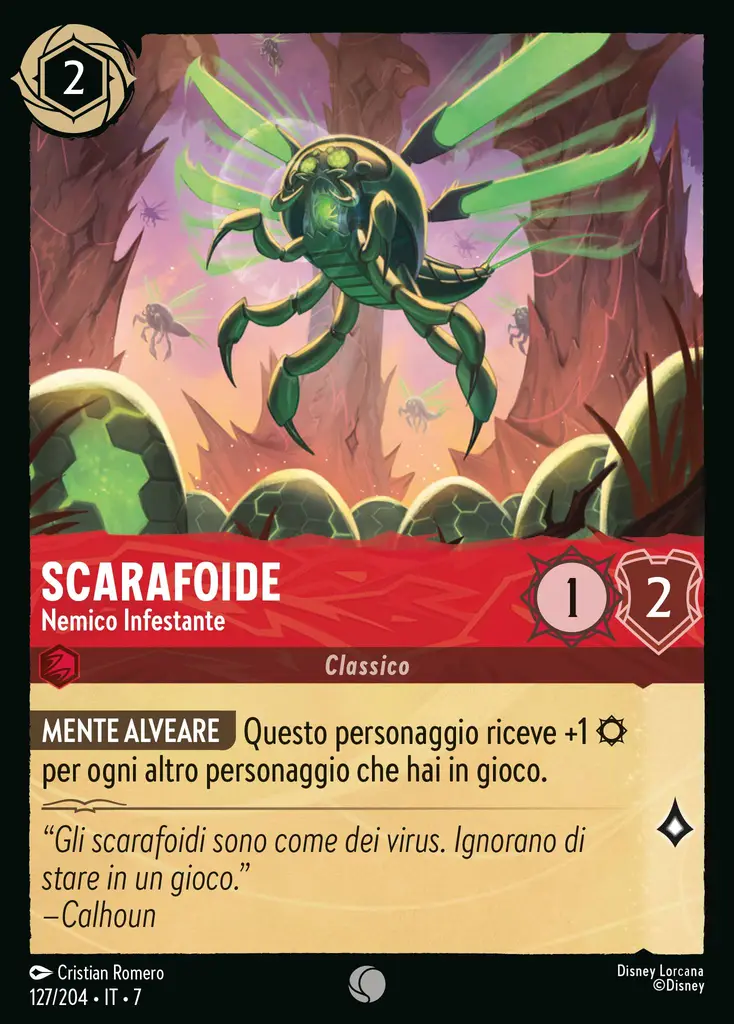 2
SCARAFOIDE
Nemico Infestante
1
2
Classico
MENTE ALVEARE Questo personaggio riceve +1
per ogni altro personaggio che hai in gioco.
“Gli scarafoidi sono come dei virus. Ignorano di
stare in un gioco.”
–Calhoun
Cristian Romero
127/204 • IT • 7
Disney Lorcana
©Disney